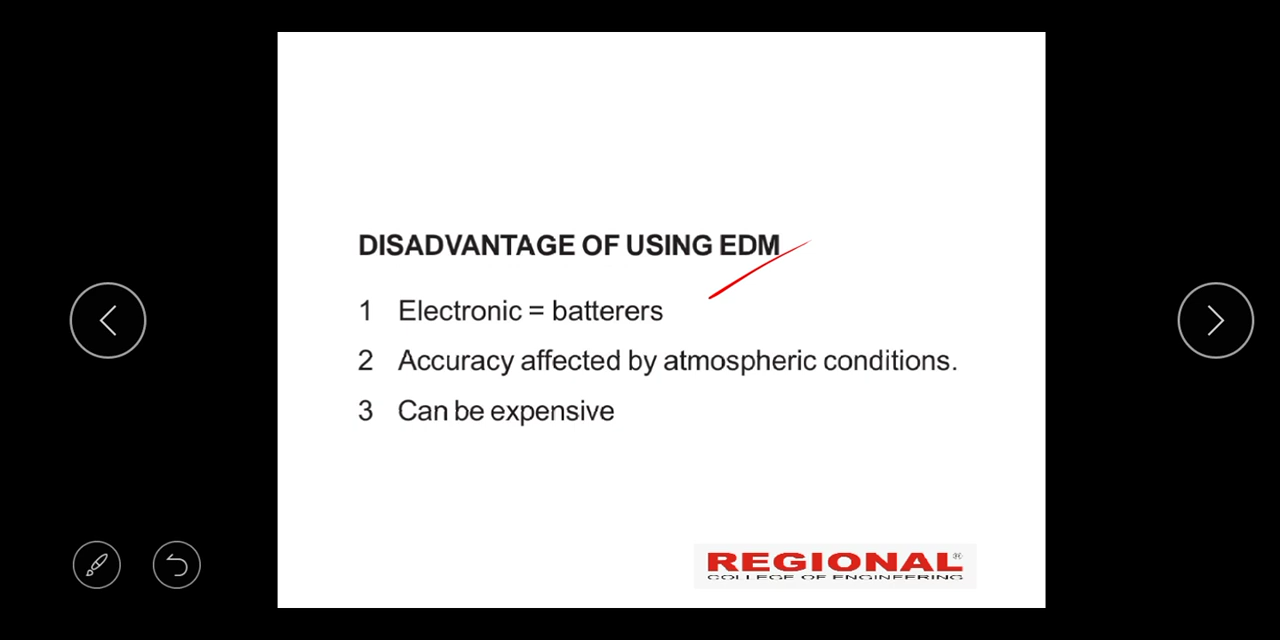 DISADVANTAGE OF USING EDM
1 Electronic = batterers
2 Accuracy affected by atmospheric conditions.
3 Can be expensive
REGIONAL®
COLLEGE OF ENGINEERING